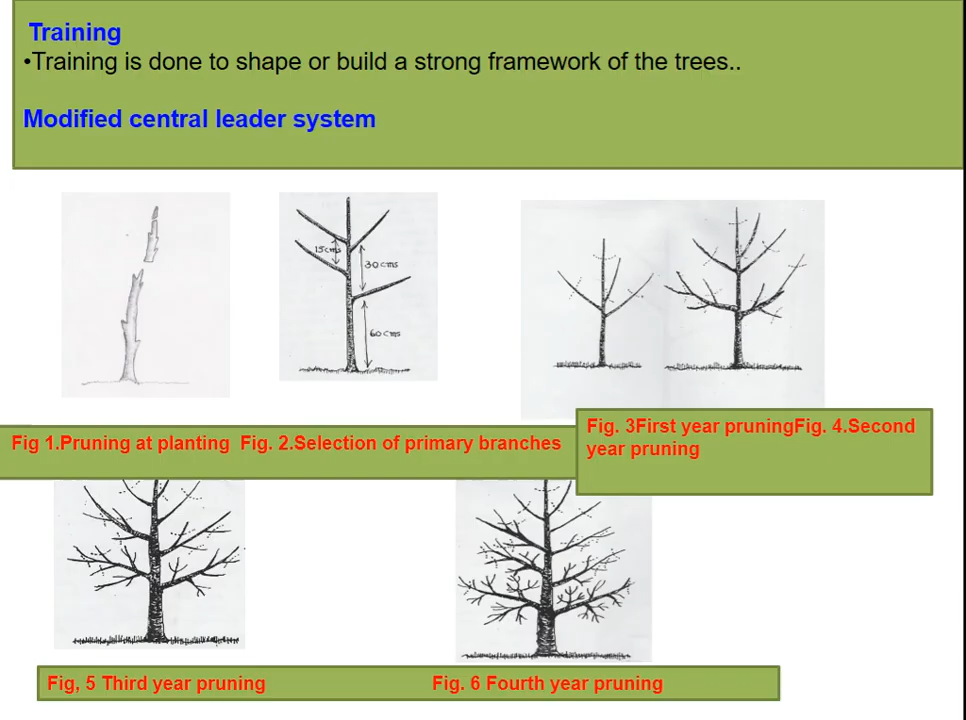 Training
•Training is done to shape or build a strong framework of the trees..
Modified central leader system
15cms
30cms
60cms
Fig 1.Pruning at planting  Fig. 2.Selection of primary branches
Fig. 3First year pruningFig. 4.Second
year pruning
Fig, 5 Third year pruning
Fig. 6 Fourth year pruning